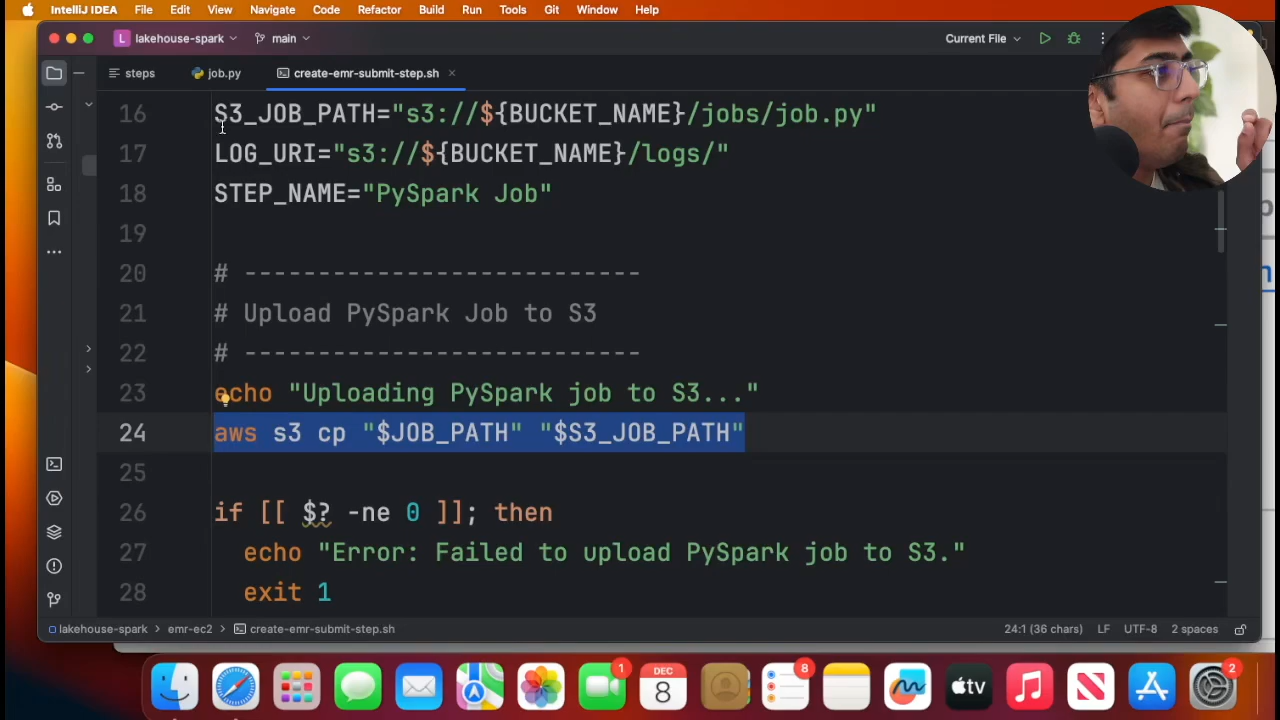 IntelliJ IDEA File Edit View Navigate Code Refactor Build Run Tools Git Window Help
lakehouse-spark main Current File
steps job.py create-emr-submit-step.sh
16 S3_JOB_PATH="s3://${BUCKET_NAME}/jobs/job.py"
17 LOG_URI="s3://${BUCKET_NAME}/logs/"
18 STEP_NAME="PySpark Job"
19
20 # ---------------------------
21 # Upload PySpark Job to S3
22 # ---------------------------
23 echo "Uploading PySpark job to S3..."
24 aws s3 cp "$JOB_PATH" "$S3_JOB_PATH"
25
26 if [[ $? -ne 0 ]]; then
27 echo "Error: Failed to upload PySpark job to S3."
28 exit 1
lakehouse-spark > emr-ec2 > create-emr-submit-step.sh 24:1 (36 chars) LF UTF-8 2 spaces
1 DEC 8 8 tv 2